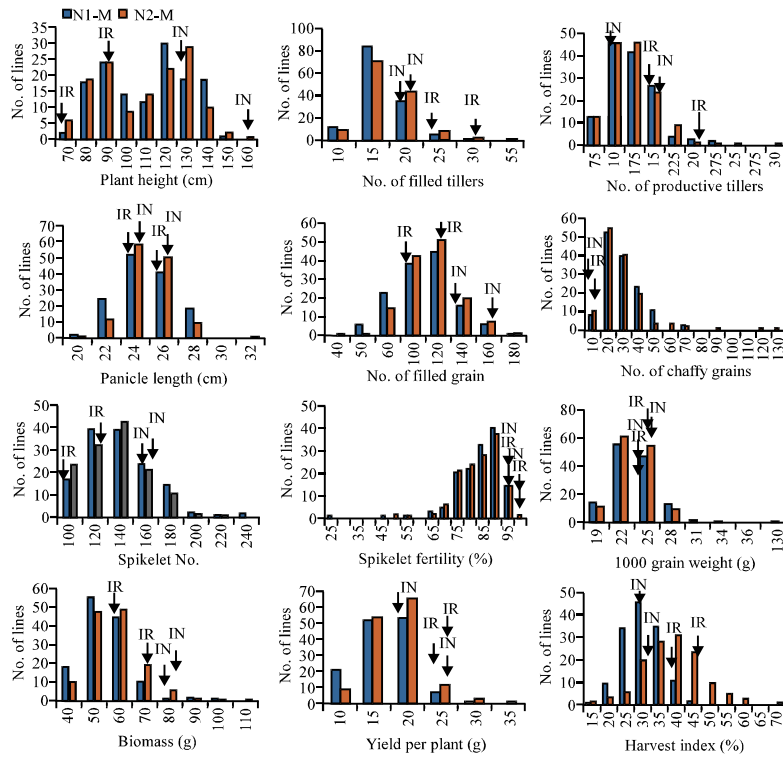 N1-M N2-M
No. of lines
35
30
25
20
15
10
5
0
IR IR IN IN
70 80 90 100 110 120 130 140 150 160
Plant height (cm)
No. of lines
100
80
60
40
20
0
IN IN IR IR
10 15 20 25 30 55
No. of filled tillers
No. of lines
50
40
30
20
10
0
IN IR IN IR
75 10 175 15 225 20 275 25 275 30
No. of productive tillers
No. of lines
70
60
50
40
30
20
10
0
IR IN IR IN
20 22 24 26 28 30 32
Panicle length (cm)
No. of lines
60
50
40
30
20
10
0
IR IR IN IN
40 50 60 100 120 140 160 180
No. of filled grain
No. of lines
60
50
40
30
20
10
0
IN
IR
10 20 30 40 50 60 70 80 90 100 110 120 130
No. of chaffy grains
No. of lines
50
40
30
20
10
0
IR IR IN IN
100 120 140 160 180 200 220 240
Spikelet No.
No. of lines
50
40
30
20
10
0
IN
IR
IN
IR
25 35 45 55 65 75 85 95
Spikelet fertility (%)
No. of lines
80
60
40
20
0
IR
IN
IN
IR
19 22 25 28 31 34 36 130
1000 grain weight (g)
No. of lines
60
50
40
30
20
10
0
IR IR IN IN
40 50 60 70 80 90 100 110
Biomass (g)
No. of lines
70
60
50
40
30
20
10
0
IN
IR IR
IN
10 15 20 25 30 35
Yield per plant (g)
No. of lines
50
40
30
20
10
0
IN IN IR IR
15 20 25 30 35 40 45 50 55 60 65 70
Harvest index (%)